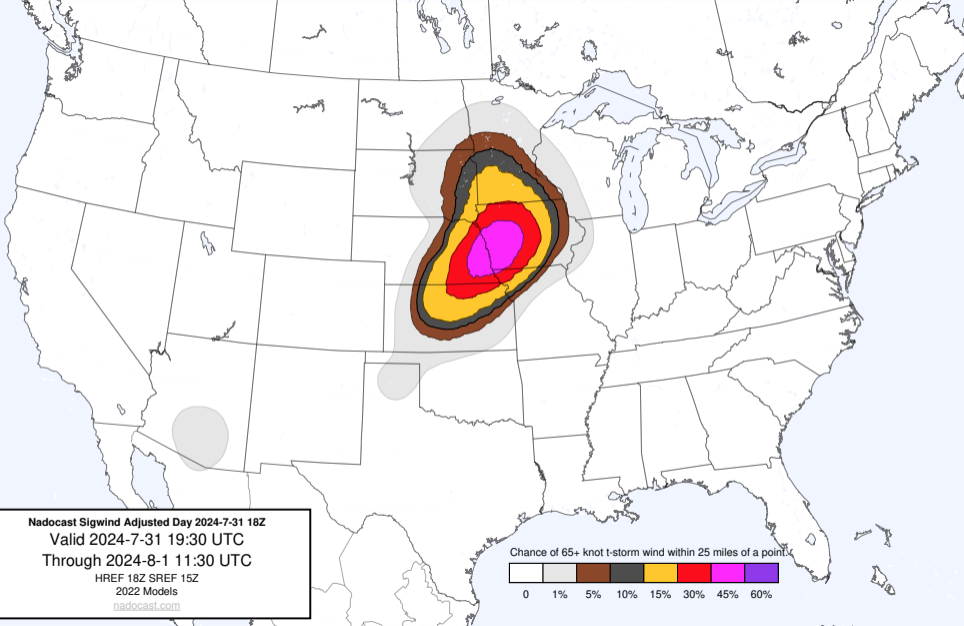 Nadocast Sigwind Adjusted Day 2024-7-31 18Z
Valid 2024-7-31 19:30 UTC
Through 2024-8-1 11:30 UTC
HREF 18Z SREF 15Z
2022 Models
nadocast.com
Chance of 65+ knot t-storm wind within 25 miles of a point.
0 1% 5% 10% 15% 30% 45% 60%